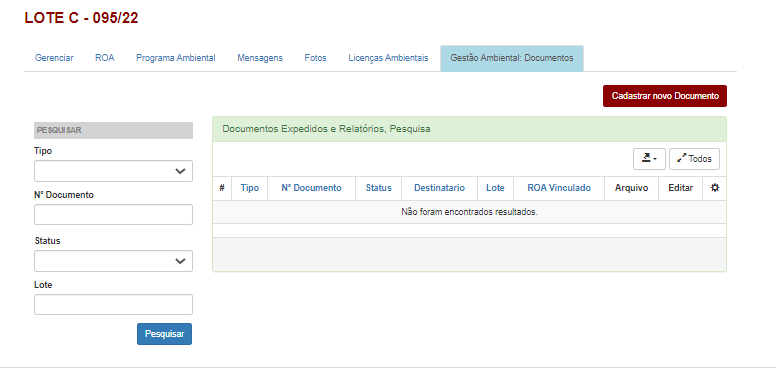 LOTE C - 095/22
Gerenciar ROA Programa Ambiental Mensagens Fotos Licenças Ambientais Gestão Ambiental: Documentos
Cadastrar novo Documento
PESQUISAR
Tipo
N° Documento
Status
Lote
Pesquisar
Documentos Expedidos e Relatórios, Pesquisa
Todos
# Tipo N° Documento Status Destinatario Lote ROA Vinculado Arquivo Editar
Não foram encontrados resultados.